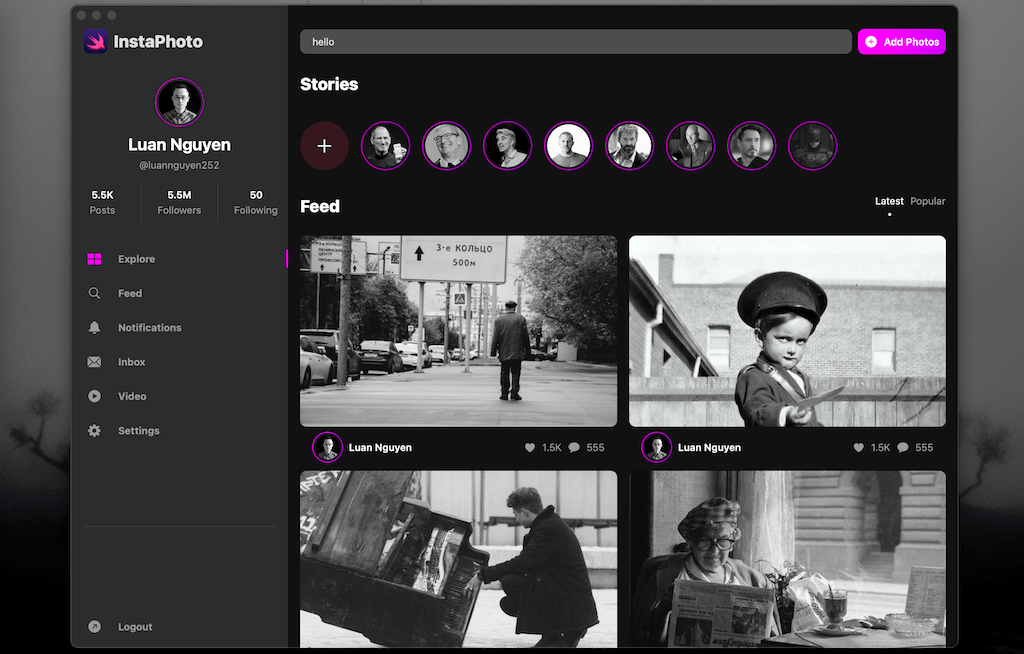 InstaPhoto
Luan Nguyen
@luannguyen252
5.5K
Posts
5.5M
Followers
50
Following
Explore
Feed
Notifications
Inbox
Video
Settings
Logout
hello
Add Photos
Stories
Feed
Latest
Popular
3-е КОЛЬЦО
500м
Luan Nguyen
1.5K
555
Luan Nguyen
1.5K
555